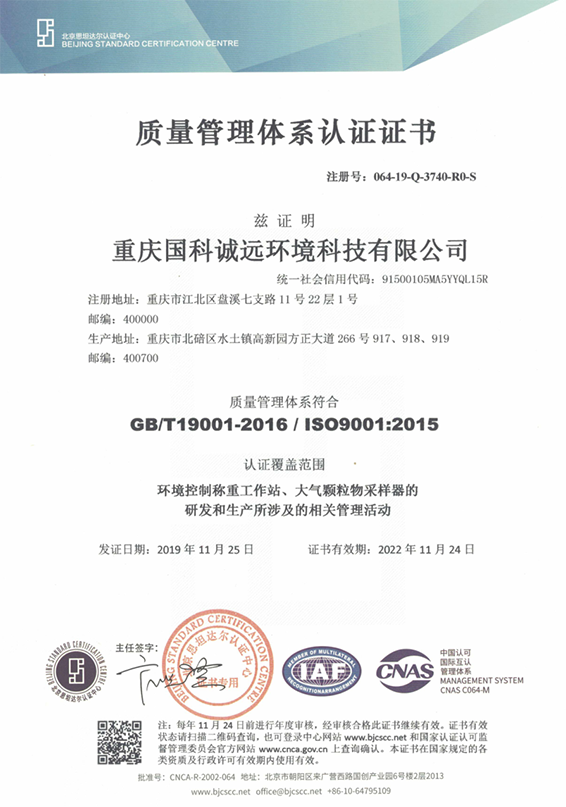 北京思坦达尔认证中心
BEIJING STANDARD CERTIFICATION CENTRE
质量管理体系认证证书
注册号：064-19-Q-3740-R0-S
兹 证 明
重庆国科诚远环境科技有限公司
统一社会信用代码：91500105MA5YYQL15R
注册地址：重庆市江北区盘溪七支路 11 号 22 层 1 号
邮编：400000
生产地址：重庆市北碚区水土镇高新园方正大道 266 号 917、918、919
邮编：400700
质量管理体系符合
GB/T19001-2016 / ISO9001:2015
认证覆盖范围
环境控制称重工作站、大气颗粒物采样器的
研发和生产所涉及的相关管理活动
发证日期：2019 年 11 月 25 日
证书有效期：2022 年 11 月 24 日
BEIJING STANDARD CERTIFICATION CENTRE
北京思坦达尔认证中心
主任签字：
BEIJING STANDARD CERTIFICATION CENTRE
北京思坦达尔认证中心
证书专用
MEMBER OF MULTILATERAL
IAF
RECOGNITION ARRANGEMENT
CNAS
中国认可
国际互认
管理体系
MANAGEMENT SYSTEM
CNAS C064-M
注：每年 11 月 24 日前进行年度审核，经审核合格此证书继续有效。证书有效
状态请扫描二维码查询，也可登录中心网站 www.bjcscc.net 和国家认证认可监
督管理委员会官方网站 www.cnca.gov.cn 上查询确认。本证书在国家规定的各
类资质及行政许可有效期内使用有效。
批准号：CNCA-R-2002-064 地址：北京市朝阳区来广营西路国创产业园6号楼2层2013
www.bjcscc.net office@bjcscc.net +86-10-64795109